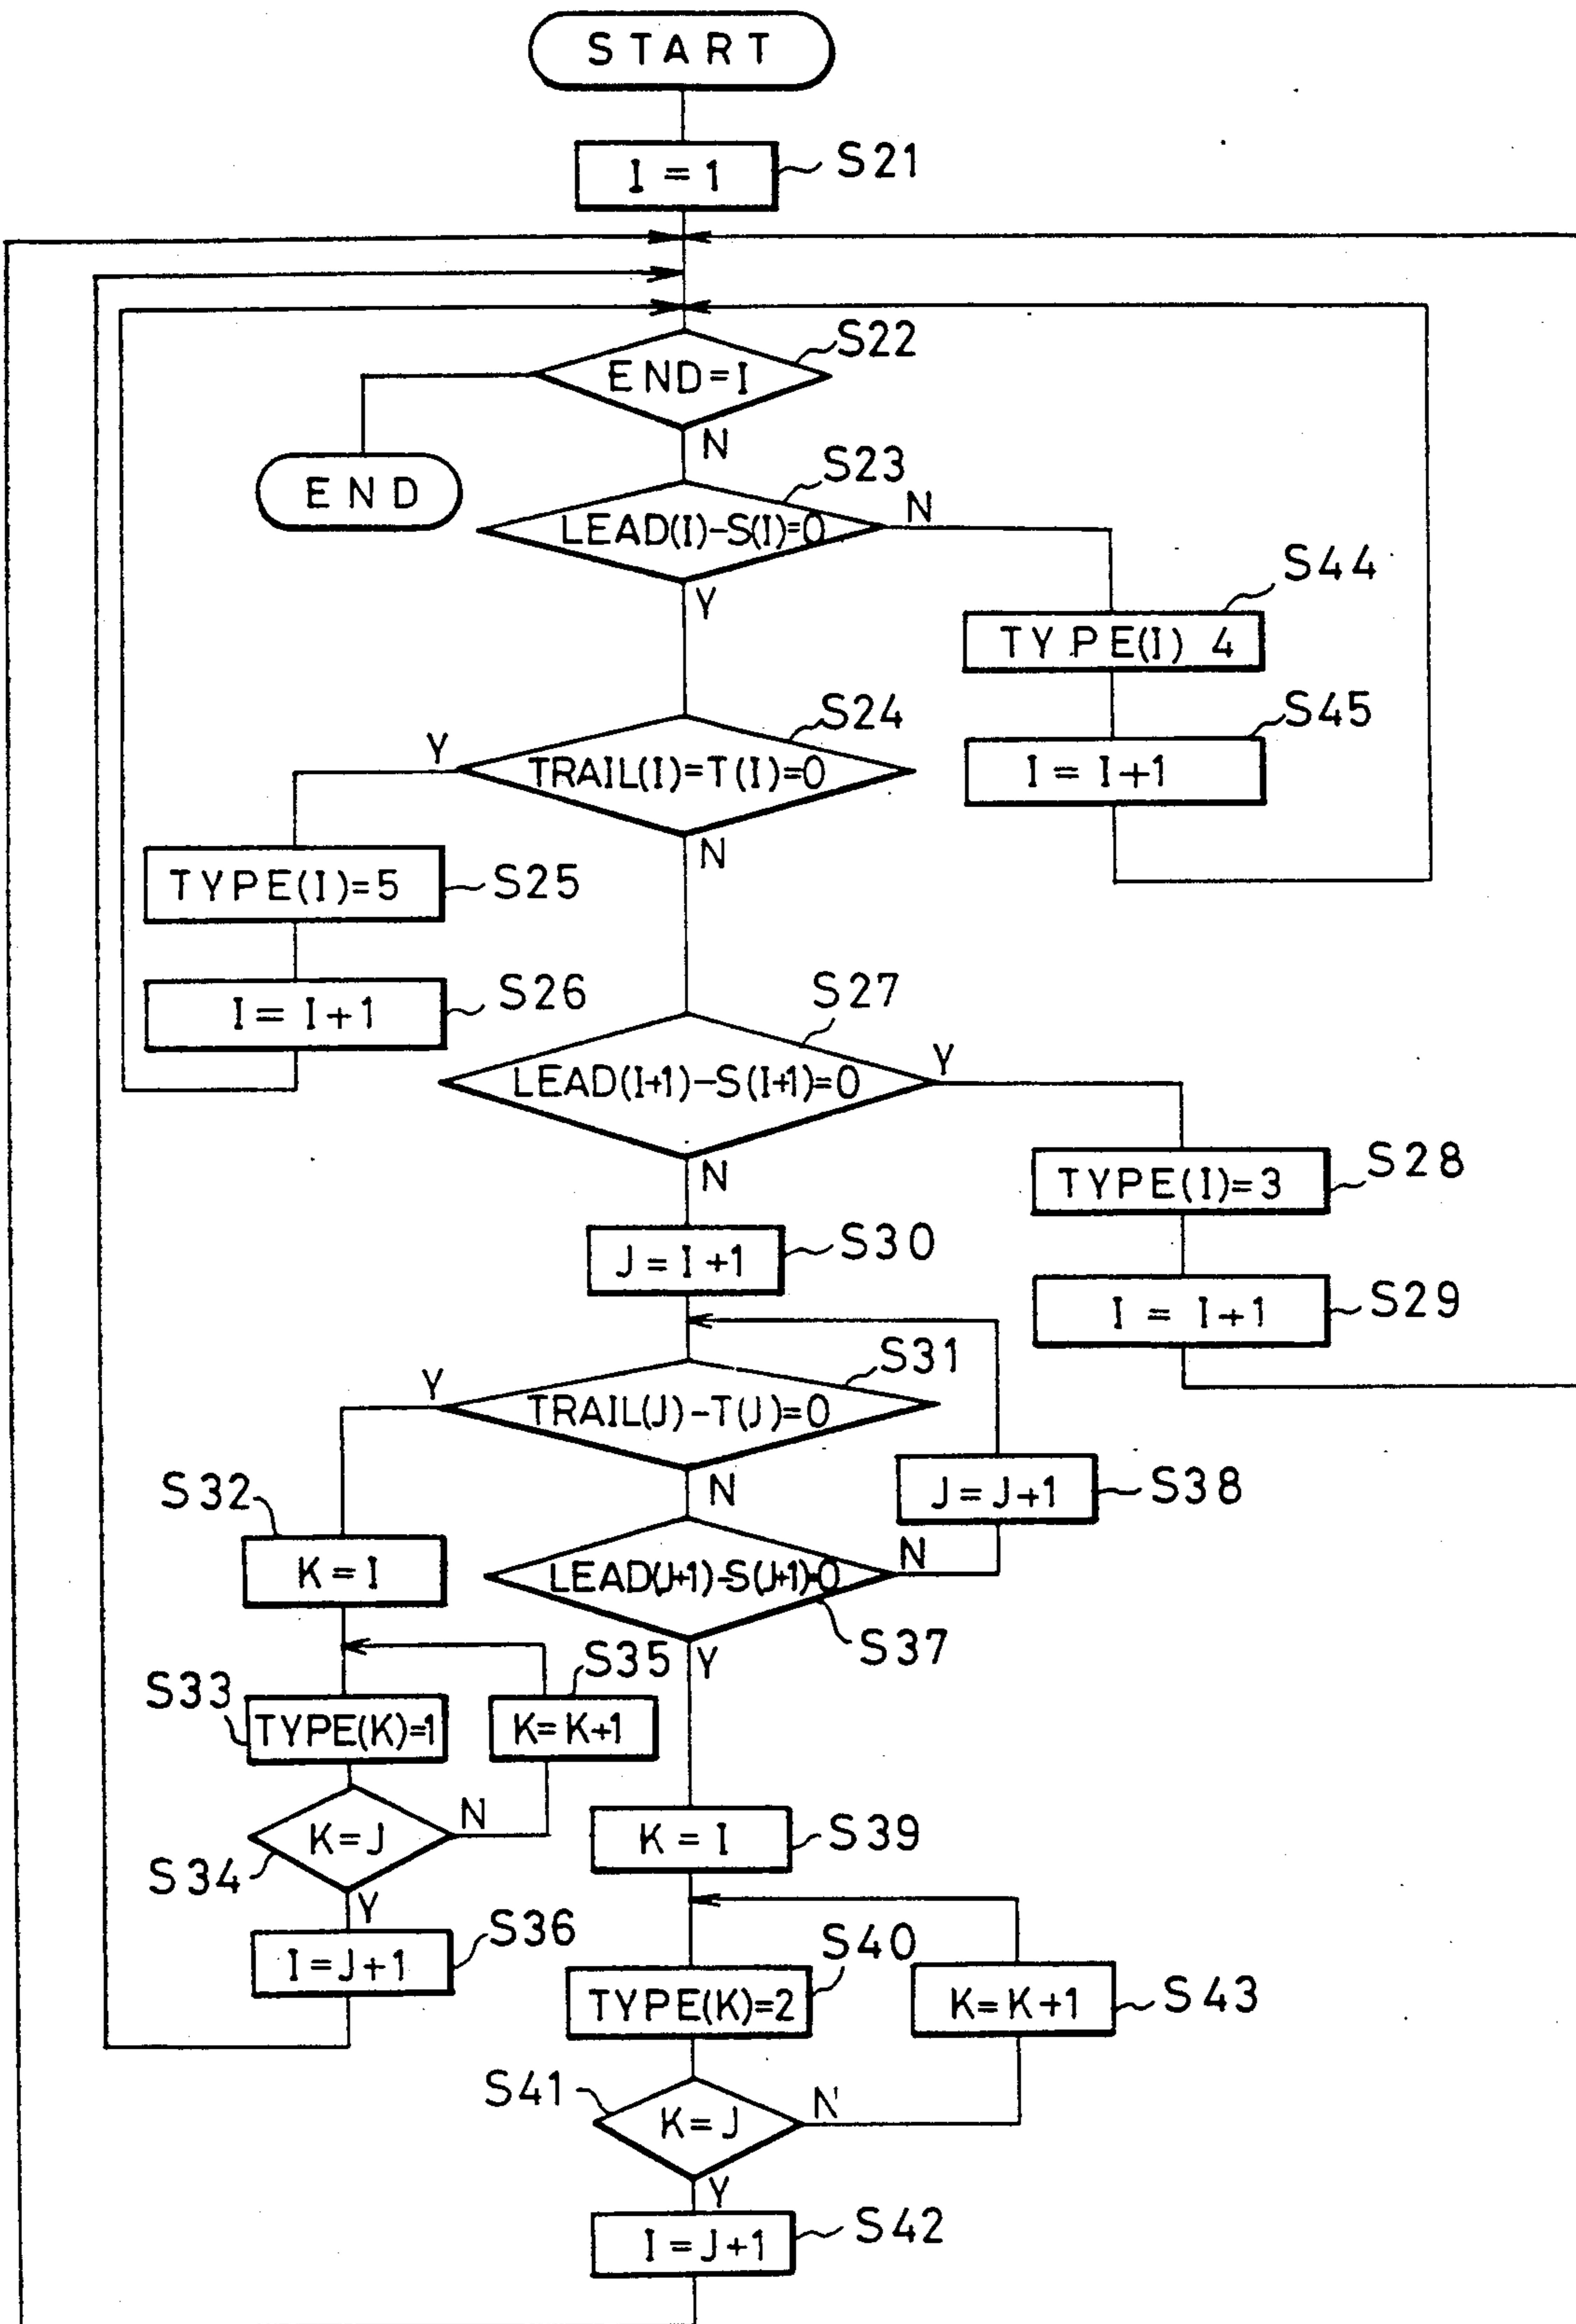 START
I = 1
S21
S22
END=I
N
END
S23
LEAD(I)-S(I)=0
N
Y
S44
TYPE(I) 4
S24
S45
Y
TRAIL(I)=T(I)=0
I = I+1
N
TYPE(I)=5
S25
S27
S26
I = I+1
LEAD(I+1)-S(I+1)=0
Y
N
S28
TYPE(I)=3
S30
J = I+1
S29
I = I+1
S31
Y
TRAIL(J)-T(J)=0
S32
N
J=J+1
S38
K = I
LEAD(J+1)-S(J+1)=0
N
S37
Y
S35
S33
TYPE(K)=1
K=K+1
K=J
N
S34
K = I
S39
Y
S36
I=J+1
S40
TYPE(K)=2
K=K+1
S43
S41
K=J
N
Y
I=J+1
S42